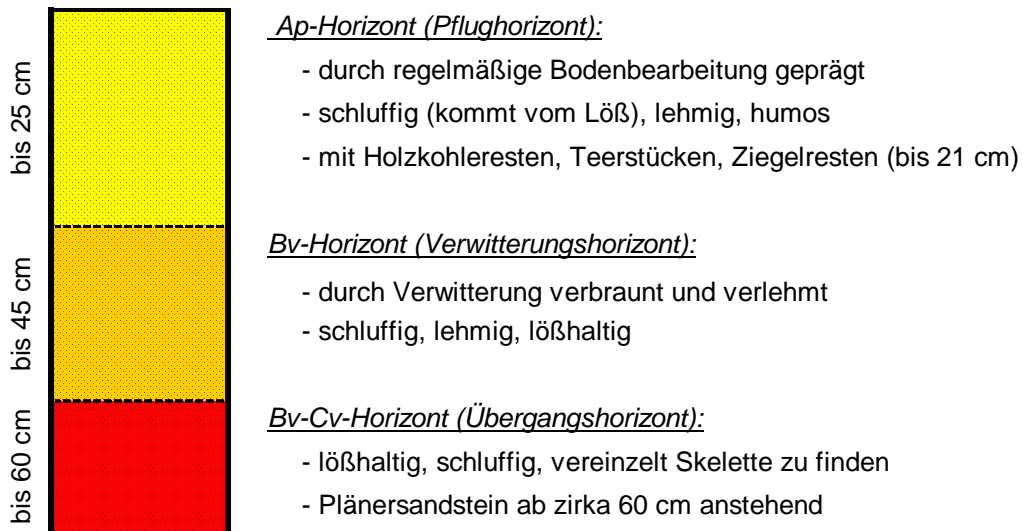 Ap-Horizont (Pflughorizont):
- durch regelmäßige Bodenbearbeitung geprägt
- schluffig (kommt vom Löß), lehmig, humos
- mit Holzkohleresten, Teerstücken, Ziegelresten (bis 21 cm)
bis 25 cm
Bv-Horizont (Verwitterungshorizont):
- durch Verwitterung verbraunt und verlehmt
- schluffig, lehmig, lößhaltig
bis 45 cm
Bv-Cv-Horizont (Übergangshorizont):
- lößhaltig, schluffig, vereinzelt Skelette zu finden
- Plänersandstein ab zirka 60 cm anstehend
bis 60 cm